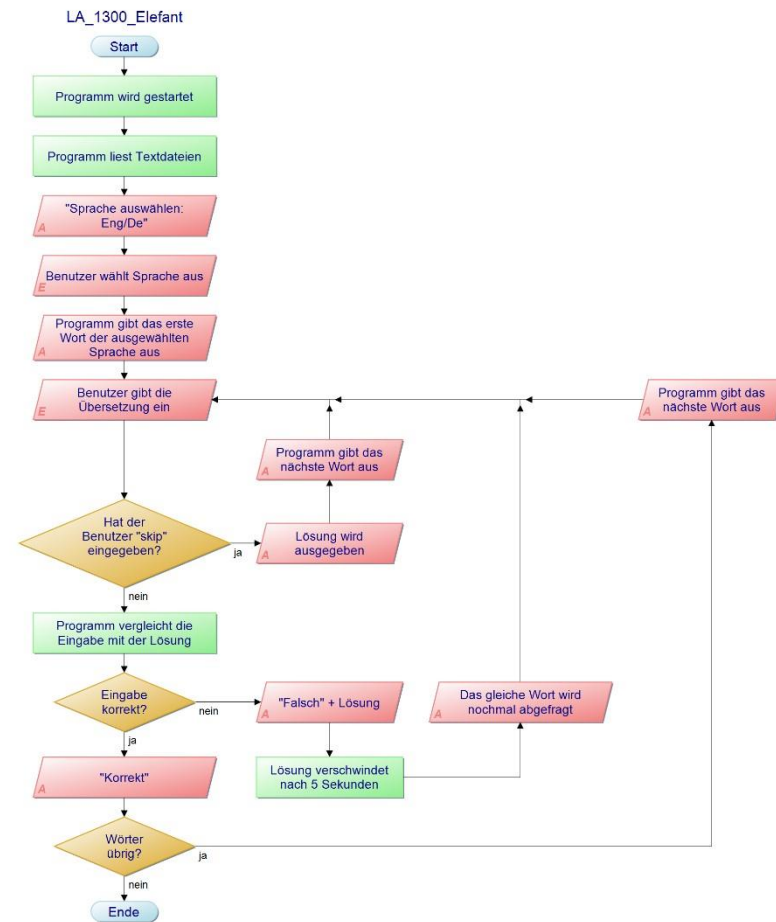 LA_1300_Elefant
Start
Programm wird gestartet
Programm liest Textdateien
"Sprache auswählen:
Eng/De"
A
Benutzer wählt Sprache aus
E
Programm gibt das erste
Wort der ausgewählten
Sprache aus
A
Benutzer gibt die
Übersetzung ein
E
Programm gibt das
nächste Wort aus
A
Programm gibt das
nächste Wort aus
A
Hat der
Benutzer "skip"
eingegeben?
ja
Lösung wird
ausgegeben
A
nein
Programm vergleicht die
Eingabe mit der Lösung
Eingabe
korrekt?
nein
"Falsch" + Lösung
A
Das gleiche Wort wird
nochmal abgefragt
A
ja
Lösung verschwindet
nach 5 Sekunden
"Korrekt"
A
Wörter
übrig?
ja
nein
Ende